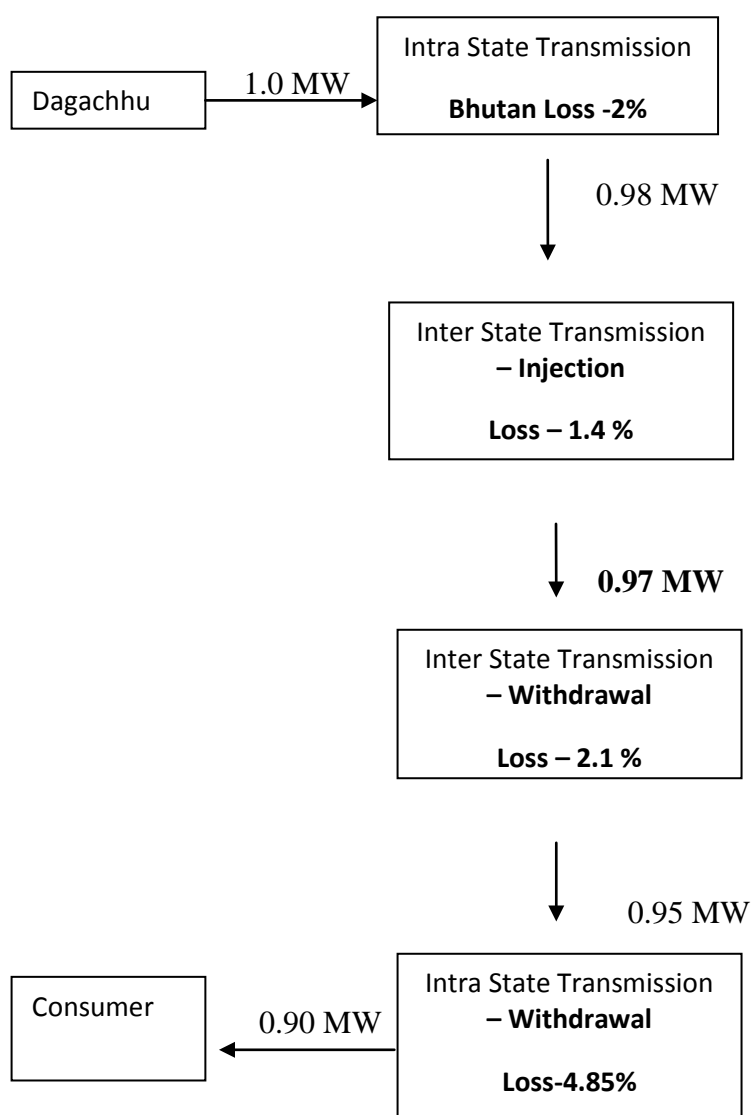 Dagachhu
1.0 MW
Intra State Transmission
Bhutan Loss -2%
0.98 MW
Inter State Transmission
– Injection
Loss – 1.4 %
0.97 MW
Inter State Transmission
– Withdrawal
Loss – 2.1 %
0.95 MW
Intra State Transmission
– Withdrawal
Loss-4.85%
0.90 MW
Consumer